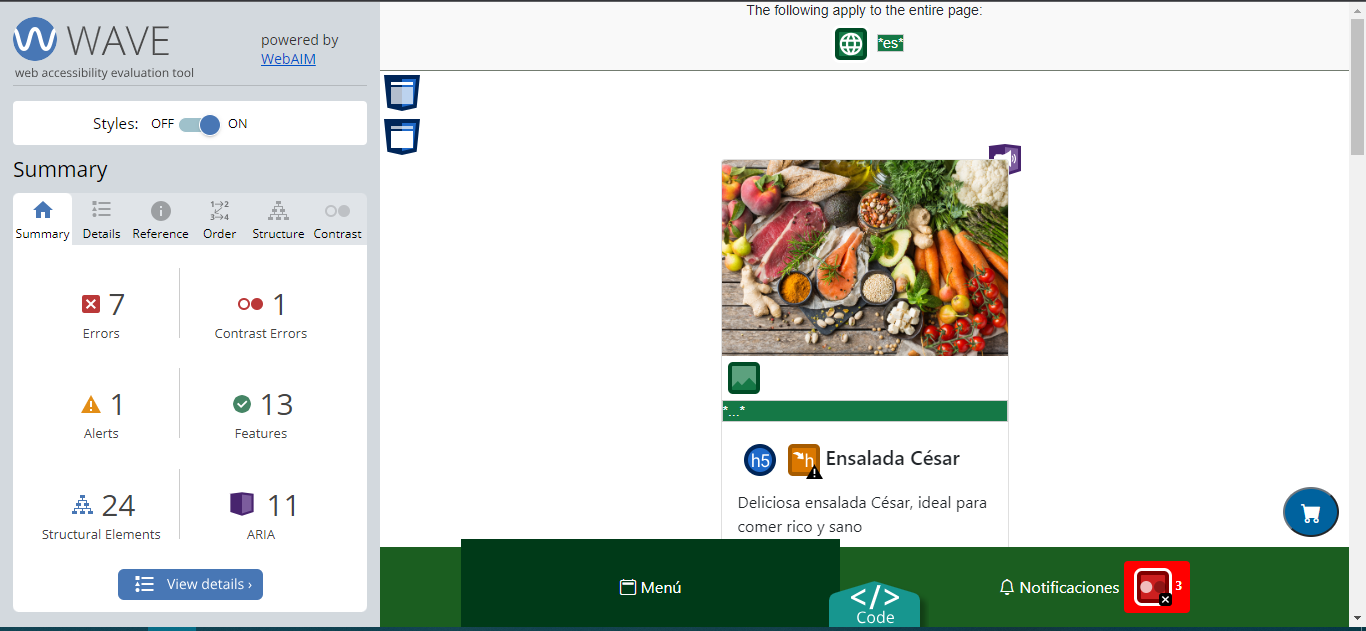 WAVE
web accessibility evaluation tool
powered by
WebAIM
Styles: OFF ON
Summary
Summary Details Reference Order Structure Contrast
7
Errors
1
Contrast Errors
1
Alerts
13
Features
24
Structural Elements
11
ARIA
View details ›
The following apply to the entire page:
*es*
*...*
h5 h Ensalada César
Deliciosa ensalada César, ideal para
comer rico y sano
Menú
</>
Code
Notificaciones 3